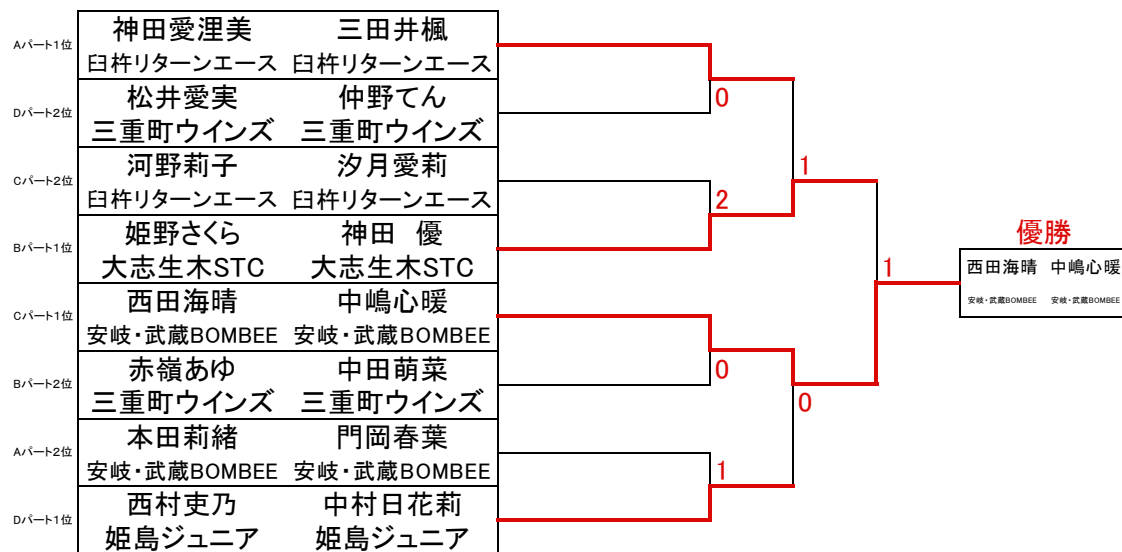 Aパート1位 神田愛浬美 三田井楓
臼杵リターンエース 臼杵リターンエース
Dパート2位 松井愛実 仲野てん
三重町ウインズ 三重町ウインズ
0
Cパート2位 河野莉子 汐月愛莉
臼杵リターンエース 臼杵リターンエース
1
2
Bパート1位 姫野さくら 神田 優
大志生木STC 大志生木STC
優勝
西田海晴 中嶋心暖
安岐・武蔵BOMBEE 安岐・武蔵BOMBEE
1
Cパート1位 西田海晴 中嶋心暖
安岐・武蔵BOMBEE 安岐・武蔵BOMBEE
Bパート2位 赤嶺あゆ 中田萌菜
三重町ウインズ 三重町ウインズ
0
0
Aパート2位 本田莉緒 門岡春葉
安岐・武蔵BOMBEE 安岐・武蔵BOMBEE
1
Dパート1位 西村吏乃 中村日花莉
姫島ジュニア 姫島ジュニア